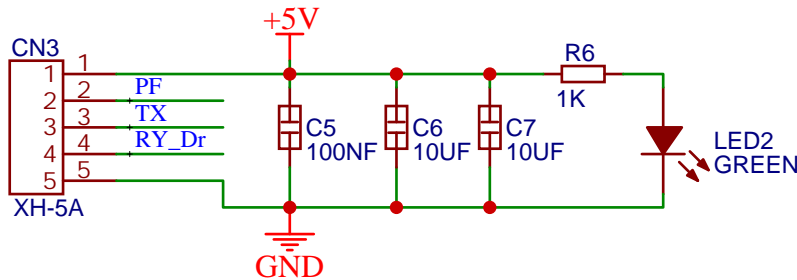 +5V
CN3
1 1
2 2 PF
3 3 TX
4 4 RY_Dr
5 5
XH-5A
C5
100NF
C6
10UF
C7
10UF
R6
1K
LED2
GREEN
GND